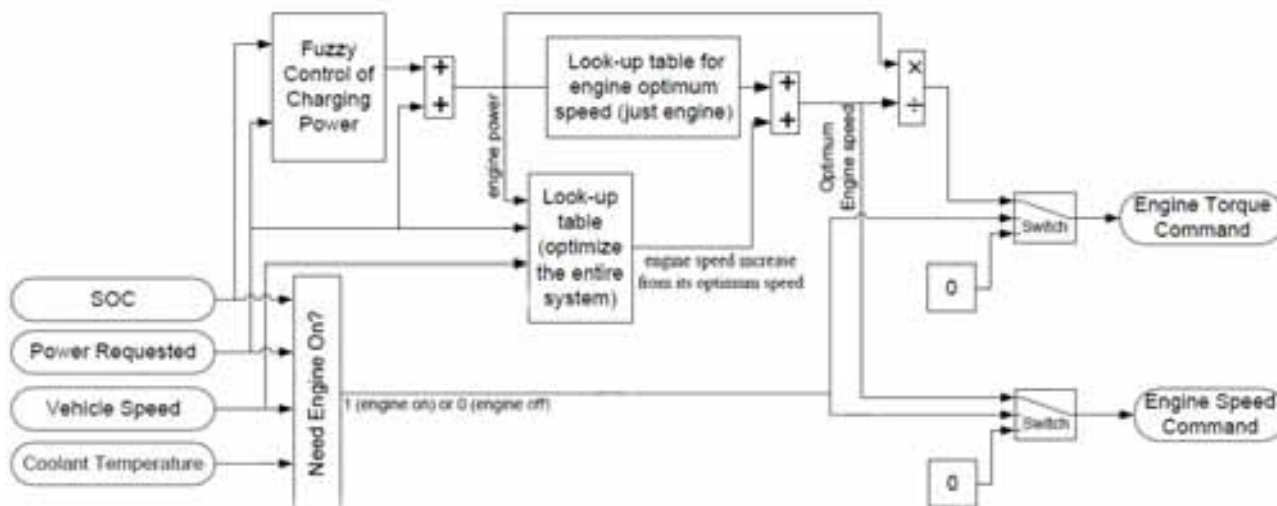 Fuzzy
Control of
Charging
Power
+
+
engine power
Look-up table for
engine optimum
speed (just engine)
+
+
Optimum
Engine speed
×
÷
Look-up
table
(optimize
the entire
system)
engine speed increase
from its optimum speed
Switch
Engine Torque
Command
0
SOC
Power Requested
Vehicle Speed
Coolant Temperature
Need Engine On?
1 (engine on) or 0 (engine off)
Switch
Engine Speed
Command
0